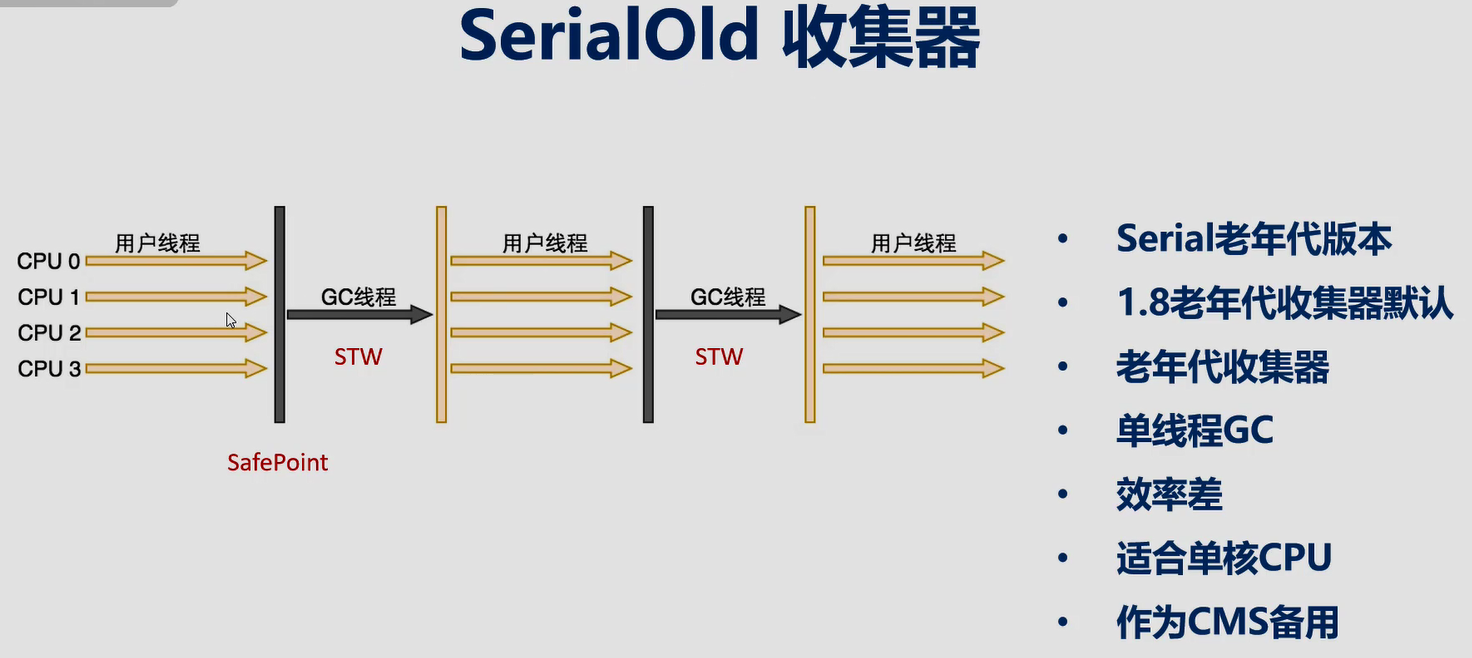 SerialOld 收集器
用户线程
用户线程
用户线程
CPU 0
CPU 1
GC线程
GC线程
CPU 2
STW
STW
CPU 3
SafePoint
• Serial老年代版本
• 1.8老年代收集器默认
• 老年代收集器
• 单线程GC
• 效率差
• 适合单核CPU
• 作为CMS备用